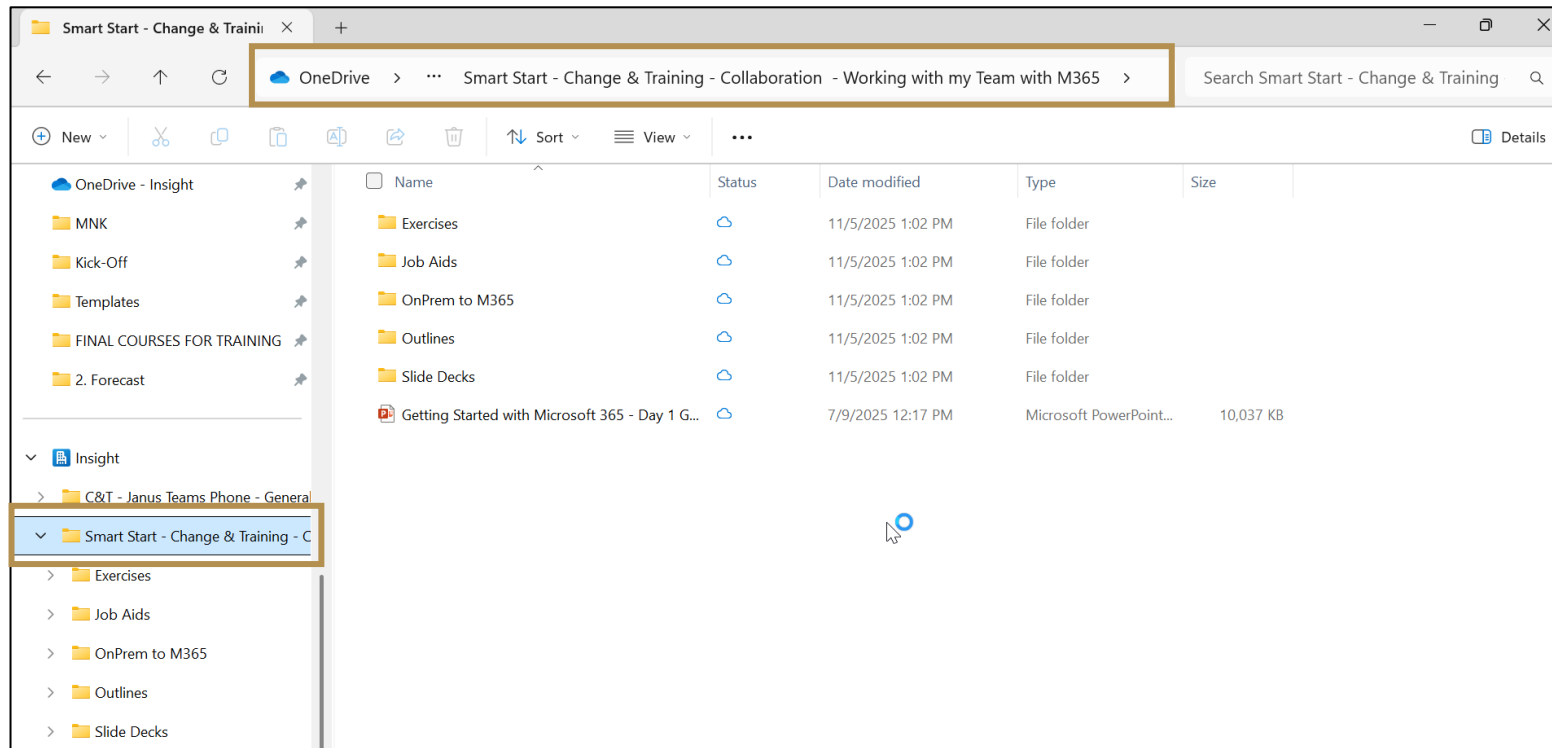 Smart Start - Change & Traini
OneDrive > ... Smart Start - Change & Training - Collaboration - Working with my Team with M365 >
Search Smart Start - Change & Training
New
Sort
View
...
Details
OneDrive - Insight
MNK
Kick-Off
Templates
FINAL COURSES FOR TRAINING
2. Forecast
Insight
C&T - Janus Teams Phone - General
Smart Start - Change & Training - C
Exercises
Job Aids
OnPrem to M365
Outlines
Slide Decks
Name Status Date modified Type Size
Exercises 11/5/2025 1:02 PM File folder
Job Aids 11/5/2025 1:02 PM File folder
OnPrem to M365 11/5/2025 1:02 PM File folder
Outlines 11/5/2025 1:02 PM File folder
Slide Decks 11/5/2025 1:02 PM File folder
Getting Started with Microsoft 365 - Day 1 G... 7/9/2025 12:17 PM Microsoft PowerPoint... 10,037 KB